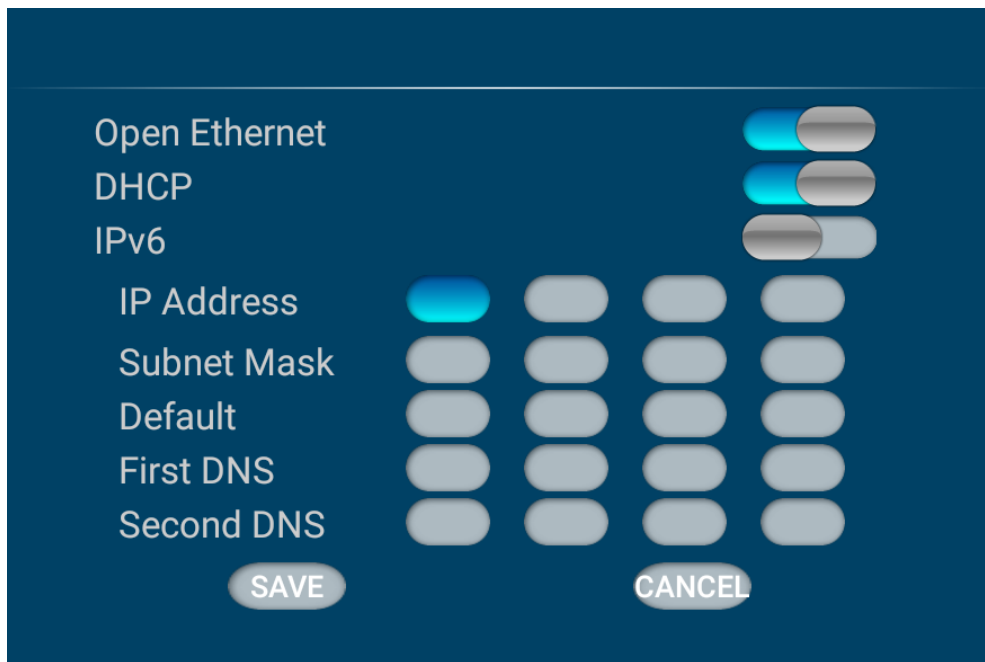 Open Ethernet
DHCP
IPv6
IP Address
Subnet Mask
Default
First DNS
Second DNS
SAVE CANCEL